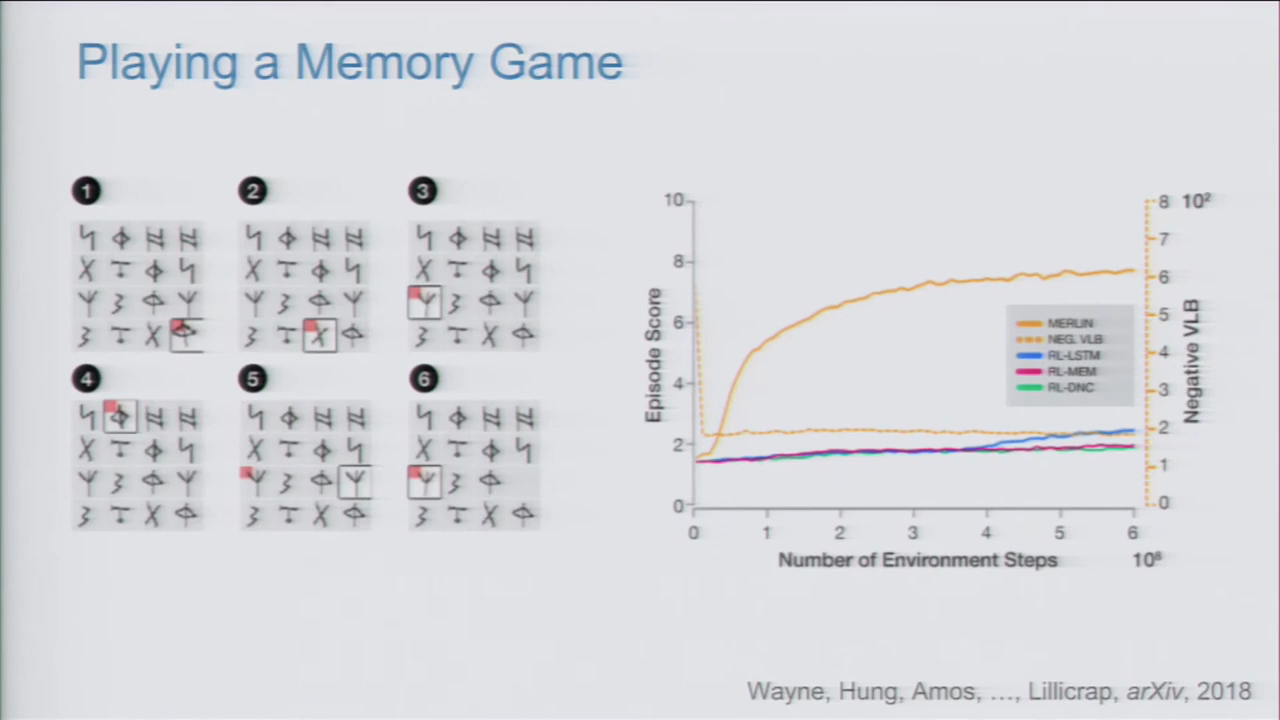 Playing a Memory Game
1
2
3
4
5
6
10
8
6
4
2
0
Episode Score
0
1
2
3
4
5
6
Number of Environment Steps
MERLIN
NEG. VLB
RL-LSTM
RL-MEM
RL-DNC
8 10²
7
6
5
4
3
2
1
0
Negative VLB
Wayne, Hung, Amos, ..., Lillicrap, arXiv, 2018